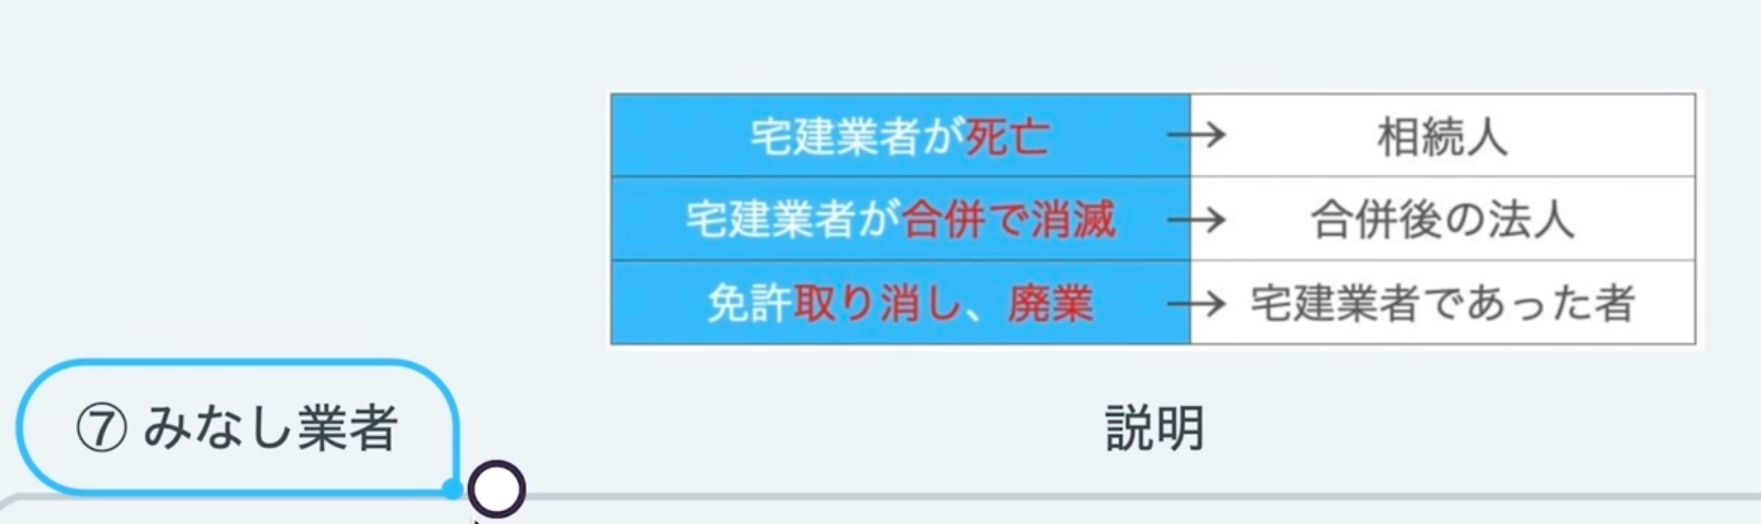 宅建業者が死亡 → 相続人
宅建業者が合併で消滅 → 合併後の法人
免許取り消し、廃業 → 宅建業者であった者
⑦ みなし業者
説明